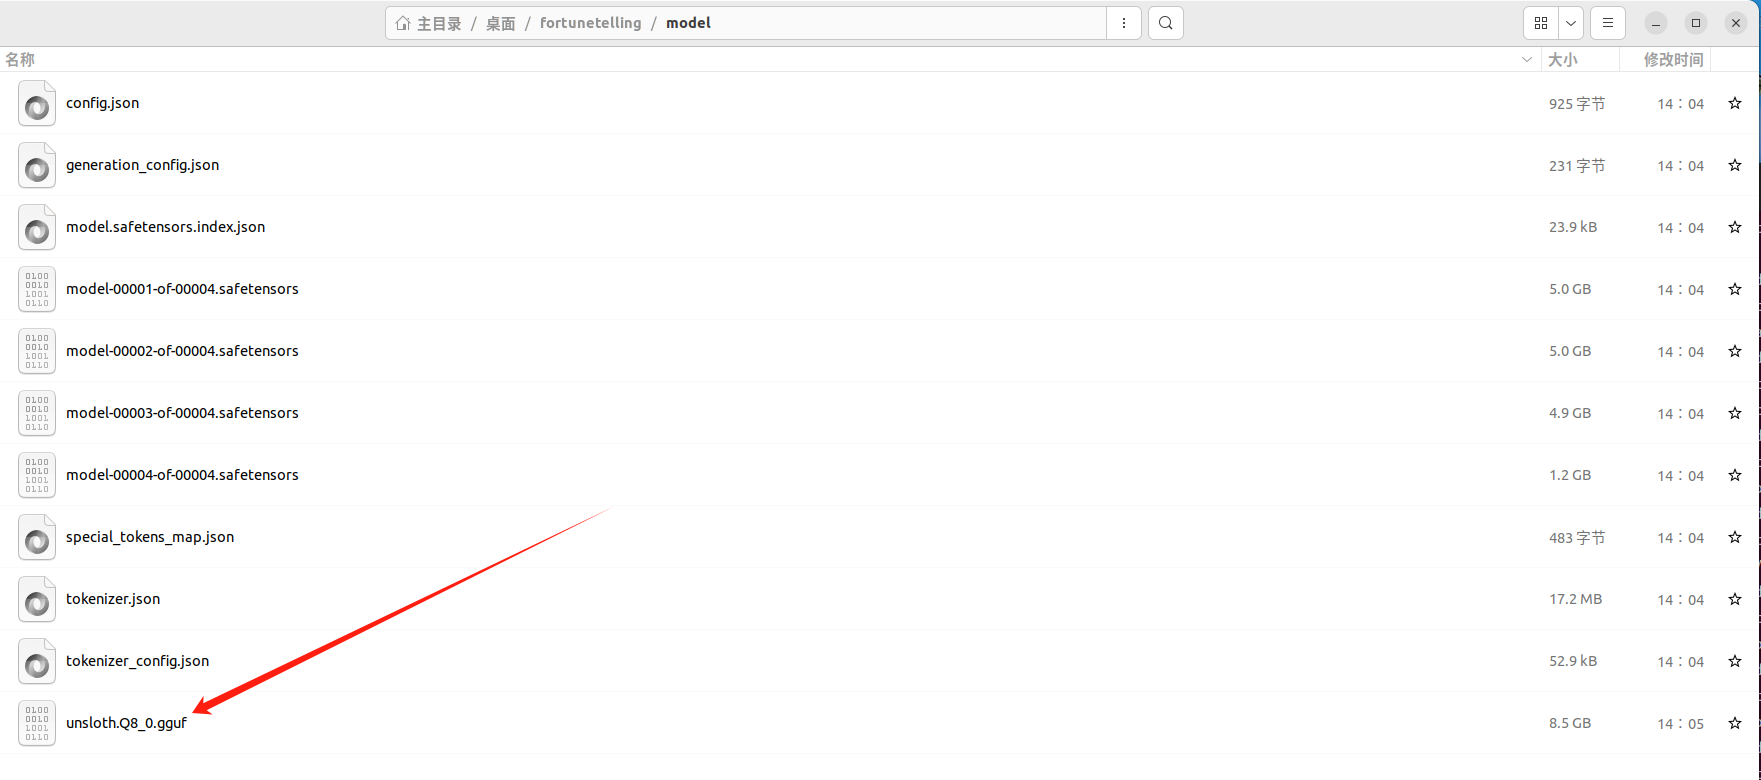 主目录 / 桌面 / fortunetelling / model
名称 大小 修改时间
config.json 925 字节 14：04
generation_config.json 231 字节 14：04
model.safetensors.index.json 23.9 kB 14：04
model-00001-of-00004.safetensors 5.0 GB 14：04
model-00002-of-00004.safetensors 5.0 GB 14：04
model-00003-of-00004.safetensors 4.9 GB 14：04
model-00004-of-00004.safetensors 1.2 GB 14：04
special_tokens_map.json 483 字节 14：04
tokenizer.json 17.2 MB 14：04
tokenizer_config.json 52.9 kB 14：04
unsloth.Q8_0.gguf 8.5 GB 14：05